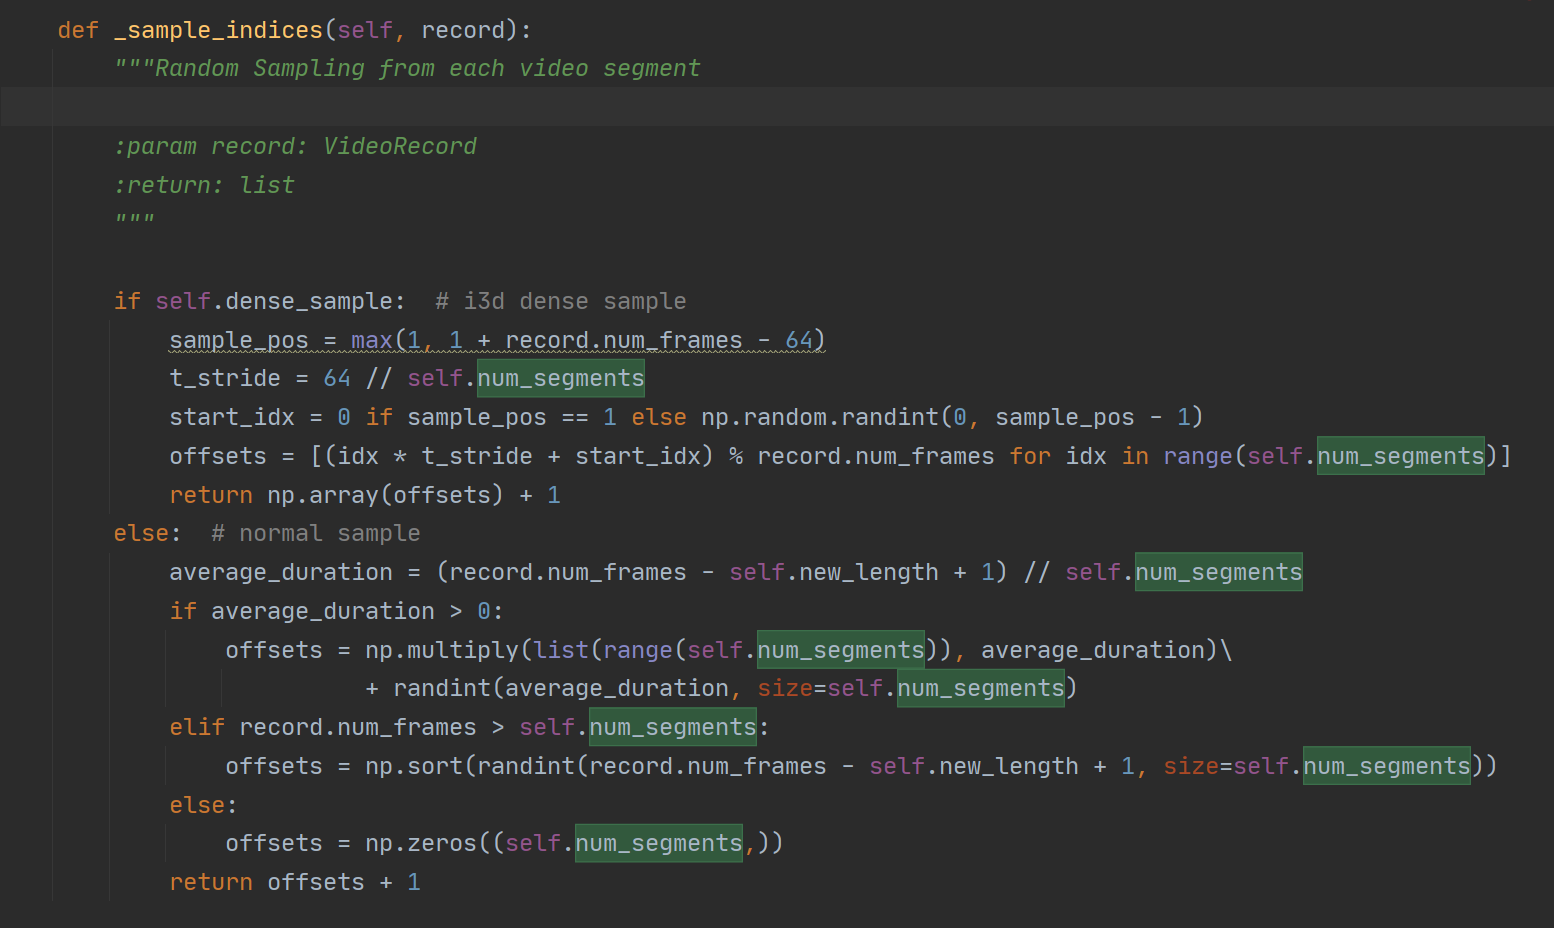 def _sample_indices(self, record):
    """Random Sampling from each video segment

    :param record: VideoRecord
    :return: list
    """

    if self.dense_sample:  # i3d dense sample
        sample_pos = max(1, 1 + record.num_frames - 64)
        t_stride = 64 // self.num_segments
        start_idx = 0 if sample_pos == 1 else np.random.randint(0, sample_pos - 1)
        offsets = [(idx * t_stride + start_idx) % record.num_frames for idx in range(self.num_segments)]
        return np.array(offsets) + 1
    else:  # normal sample
        average_duration = (record.num_frames - self.new_length + 1) // self.num_segments
        if average_duration > 0:
            offsets = np.multiply(list(range(self.num_segments)), average_duration)\
                      + randint(average_duration, size=self.num_segments)
        elif record.num_frames > self.num_segments:
            offsets = np.sort(randint(record.num_frames - self.new_length + 1, size=self.num_segments))
        else:
            offsets = np.zeros((self.num_segments,))
        return offsets + 1